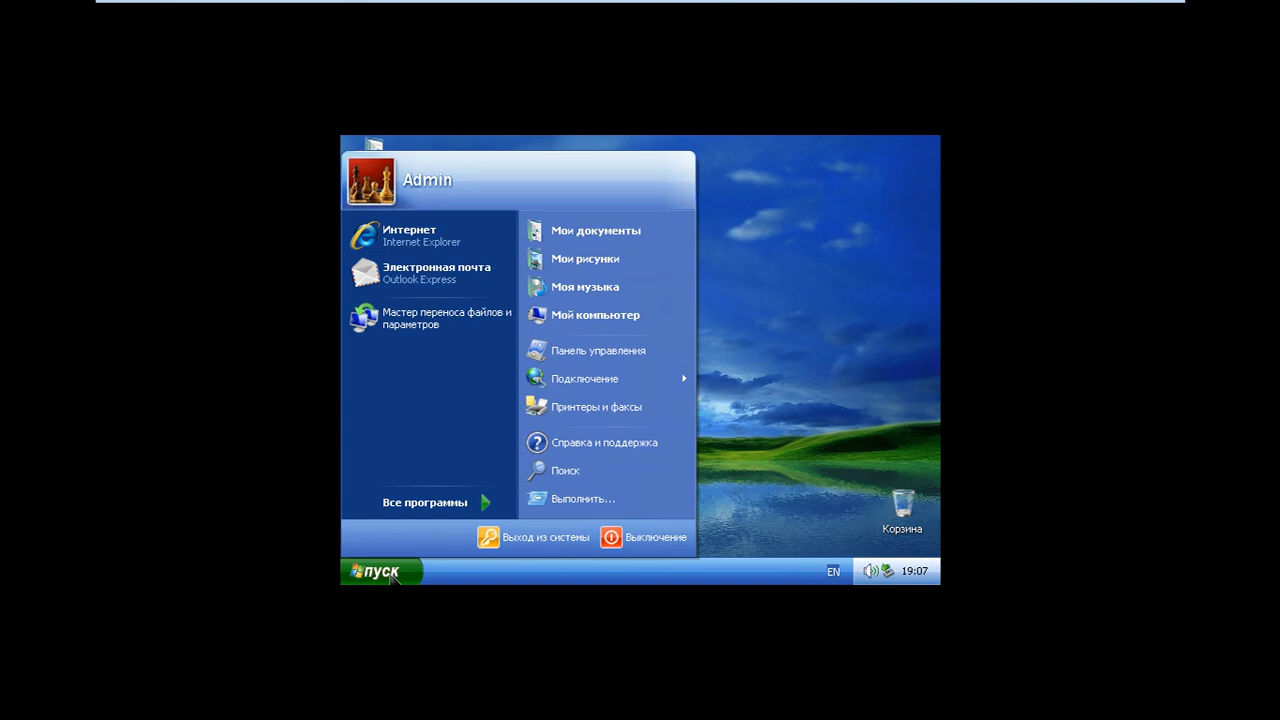 Admin
Интернет
Internet Explorer
Электронная почта
Outlook Express
Мастер переноса файлов и
параметров
Все программы
Мои документы
Мои рисунки
Моя музыка
Мой компьютер
Панель управления
Подключение
Принтеры и факсы
Справка и поддержка
Поиск
Выполнить...
Выход из системы
Выключение
Корзина
пуск
EN
19:07